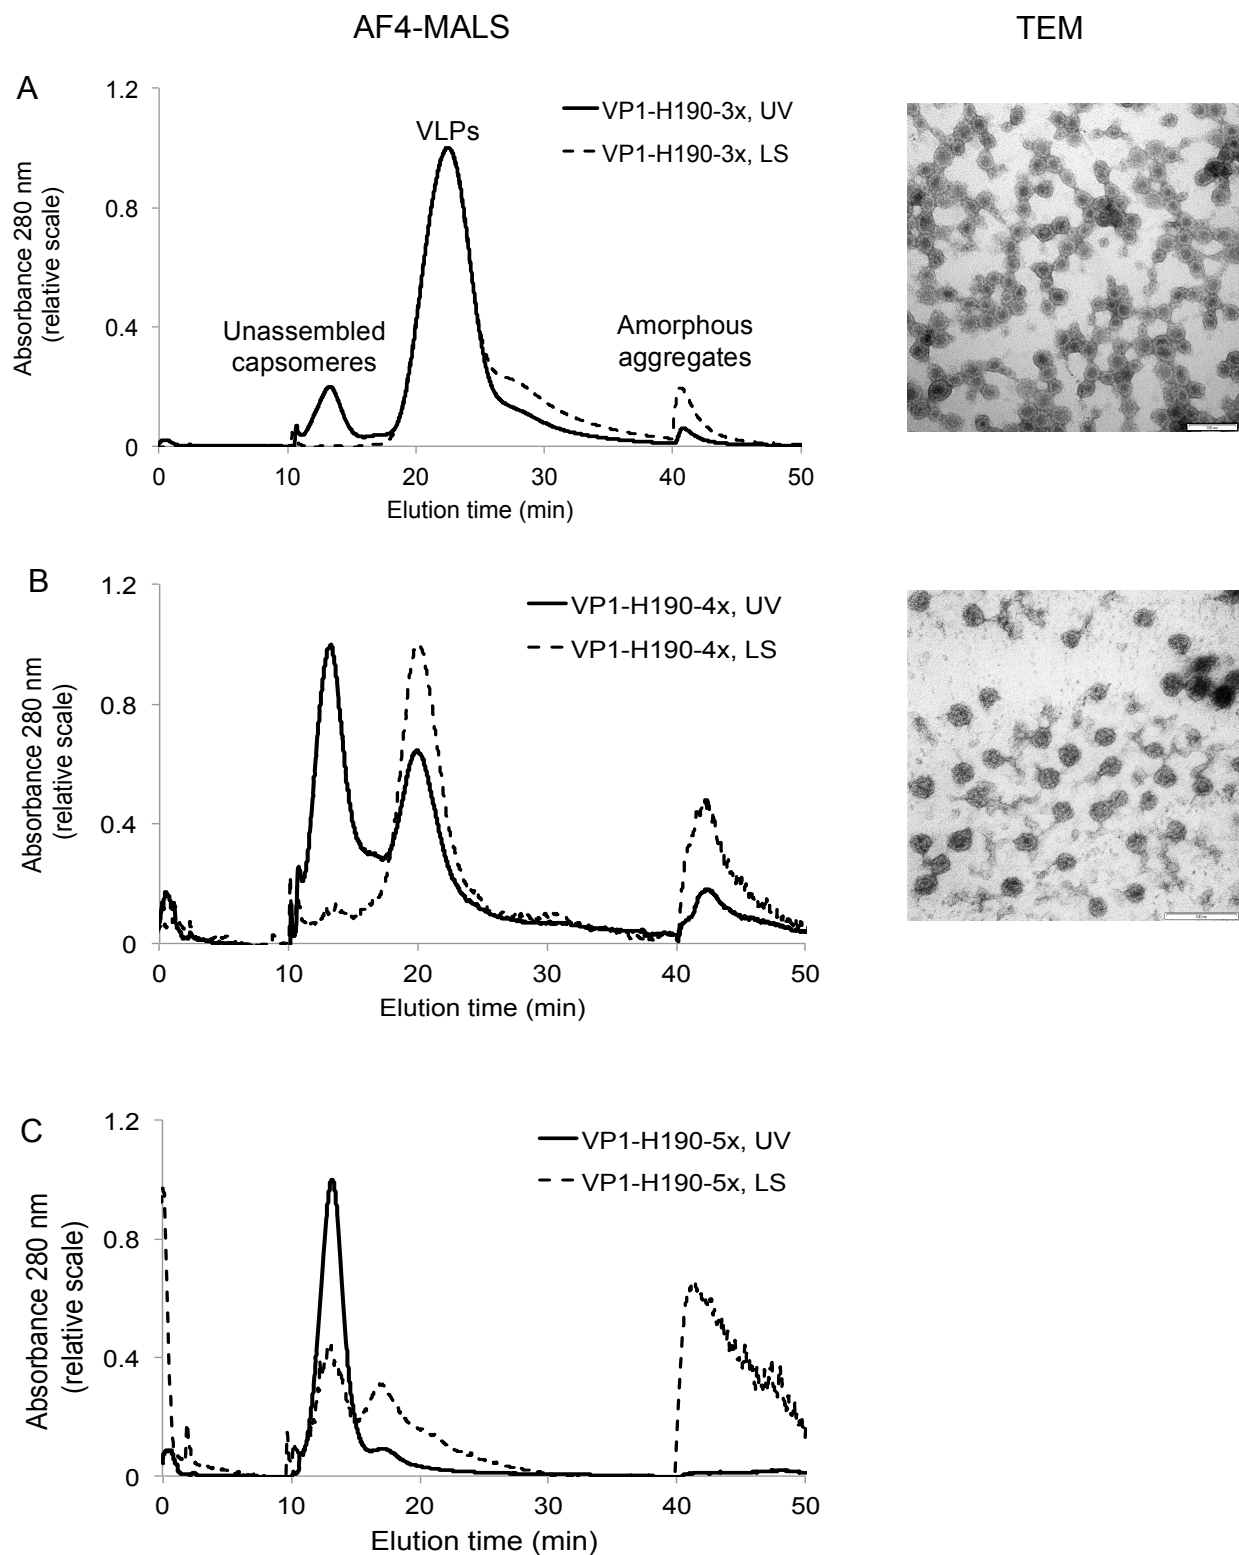 AF4-MALS
TEM
A
Absorbance 280 nm
(relative scale)
1.2
0.8
0.4
0
VLPs
Unassembled
capsomeres
Amorphous
aggregates
VP1-H190-3x, UV
VP1-H190-3x, LS
0 10 20 30 40 50
Elution time (min)
B
Absorbance 280 nm
(relative scale)
1.2
0.8
0.4
0
VP1-H190-4x, UV
VP1-H190-4x, LS
0 10 20 30 40 50
Elution time (min)
100 nm
C
Absorbance 280 nm
(relative scale)
1.2
0.8
0.4
0
VP1-H190-5x, UV
VP1-H190-5x, LS
0 10 20 30 40 50
Elution time (min)